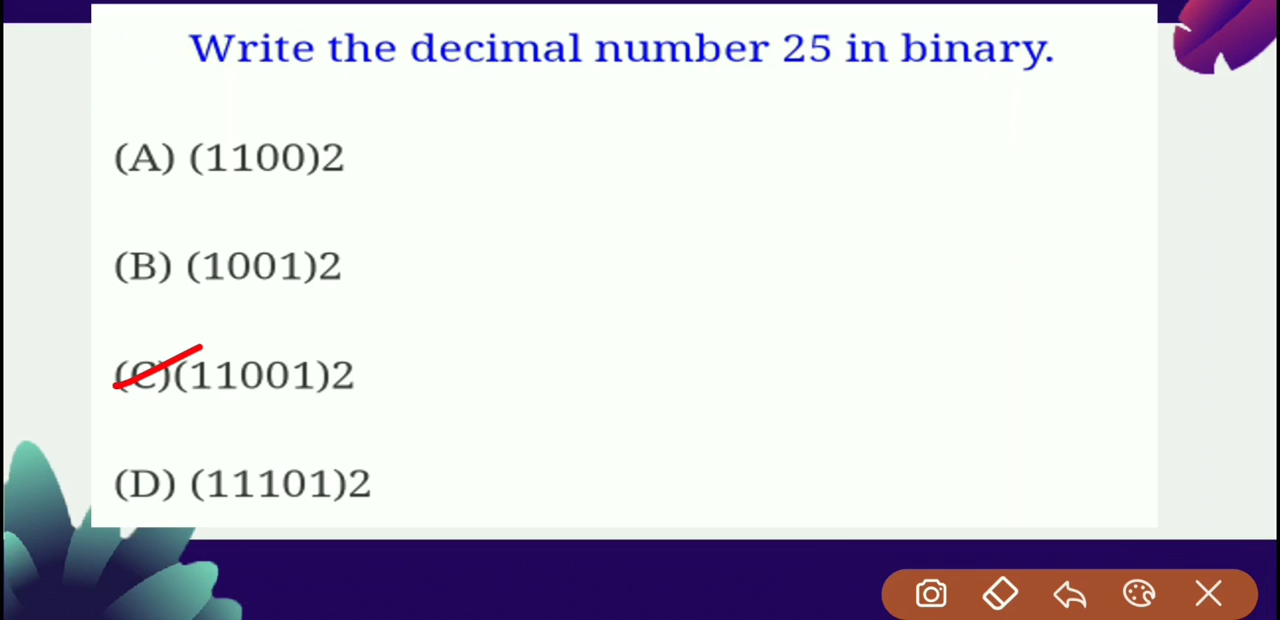 Write the decimal number 25 in binary.
(A) (1100)2
(B) (1001)2
(C)(11001)2
(D) (11101)2